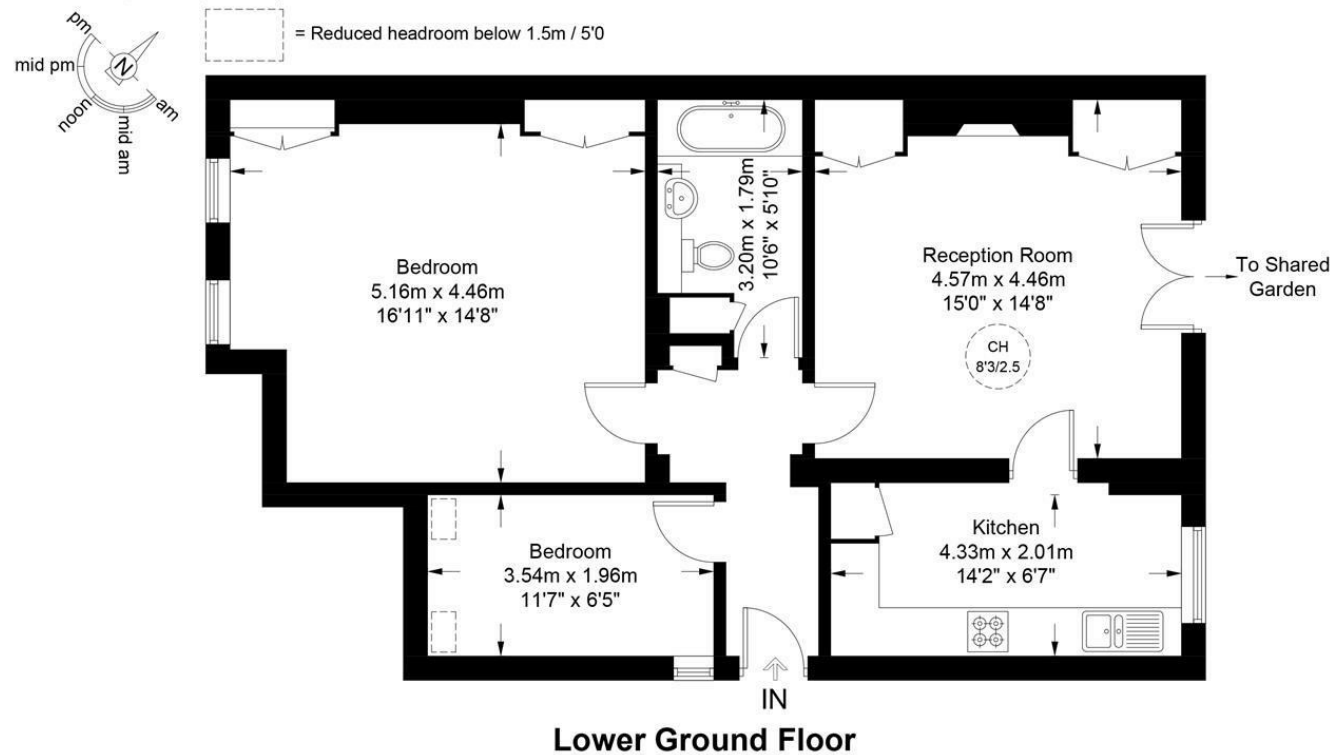 pm
mid pm
noon
mid am
am
N
= Reduced headroom below 1.5m / 5'0
Bedroom
5.16m x 4.46m
16'11" x 14'8"
3.20m x 1.79m
10'6" x 5'10"
Reception Room
4.57m x 4.46m
15'0" x 14'8"
CH
8'3/2.5
To Shared
Garden
Bedroom
3.54m x 1.96m
11'7" x 6'5"
Kitchen
4.33m x 2.01m
14'2" x 6'7"
IN
Lower Ground Floor